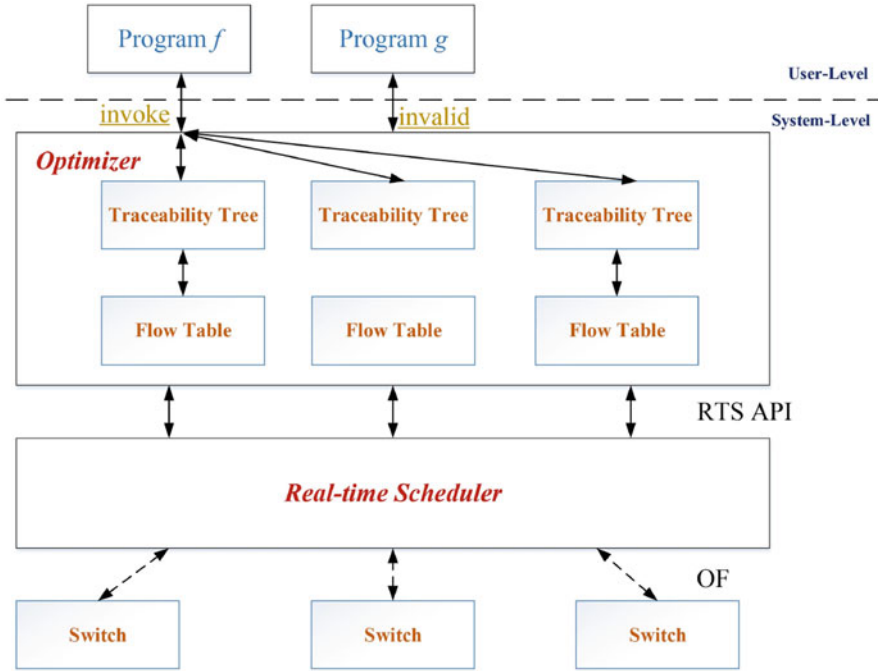 Program f
Program g
User-Level
invoke
invalid
System-Level
Optimizer
Traceability Tree
Traceability Tree
Traceability Tree
Flow Table
Flow Table
Flow Table
RTS API
Real-time Scheduler
OF
Switch
Switch
Switch